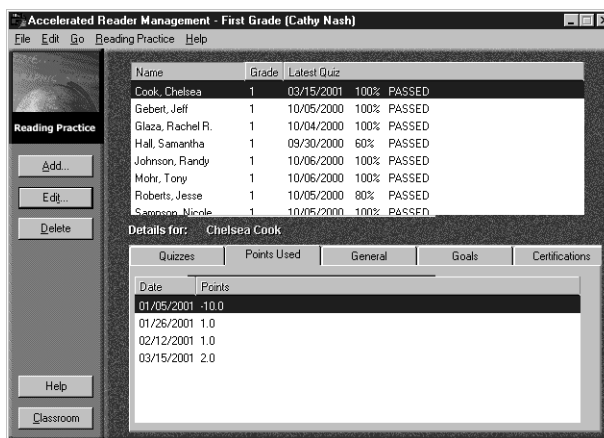 Accelerated Reader Management - First Grade (Cathy Nash)
File Edit Go Reading Practice Help
Reading Practice
Add...
Edit...
Delete
Help
Classroom
Name Grade Latest Quiz
Cook, Chelsea 1 03/15/2001 100% PASSED
Gebert, Jeff 1 10/05/2000 100% PASSED
Glaza, Rachel R. 1 10/04/2000 100% PASSED
Hall, Samantha 1 09/30/2000 60% PASSED
Johnson, Randy 1 10/06/2000 100% PASSED
Mohr, Tony 1 10/06/2000 100% PASSED
Roberts, Jesse 1 10/05/2000 80% PASSED
Sampson, Nicole 1 10/05/2000 100% PASSED
Details for: Chelsea Cook
Quizzes Points Used General Goals Certifications
Date Points
01/05/2001 -10.0
01/26/2001 1.0
02/12/2001 1.0
03/15/2001 2.0